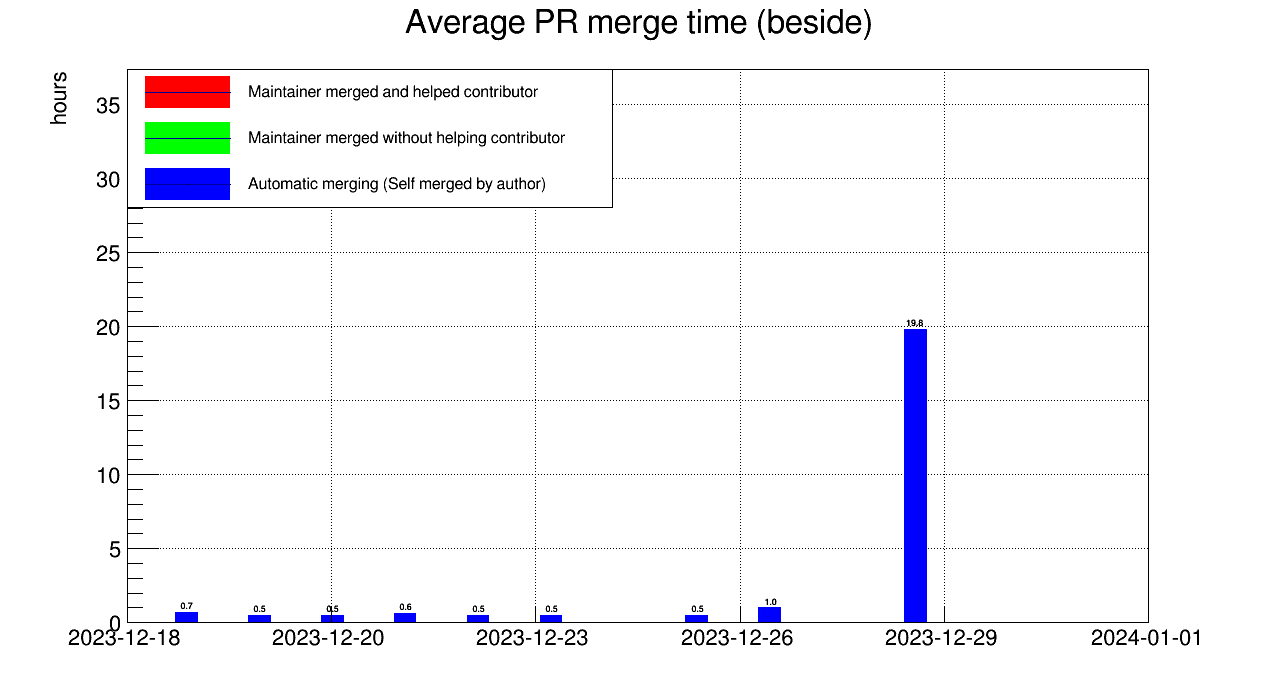 Average PR merge time (beside)
hours
Maintainer merged and helped contributor
Maintainer merged without helping contributor
Automatic merging (Self merged by author)
35
30
25
20
15
10
5
0
0.7 0.5 0.5 0.6 0.5 0.5 0.5 1.0 19.8
2023-12-18 2023-12-20 2023-12-23 2023-12-26 2023-12-29 2024-01-01